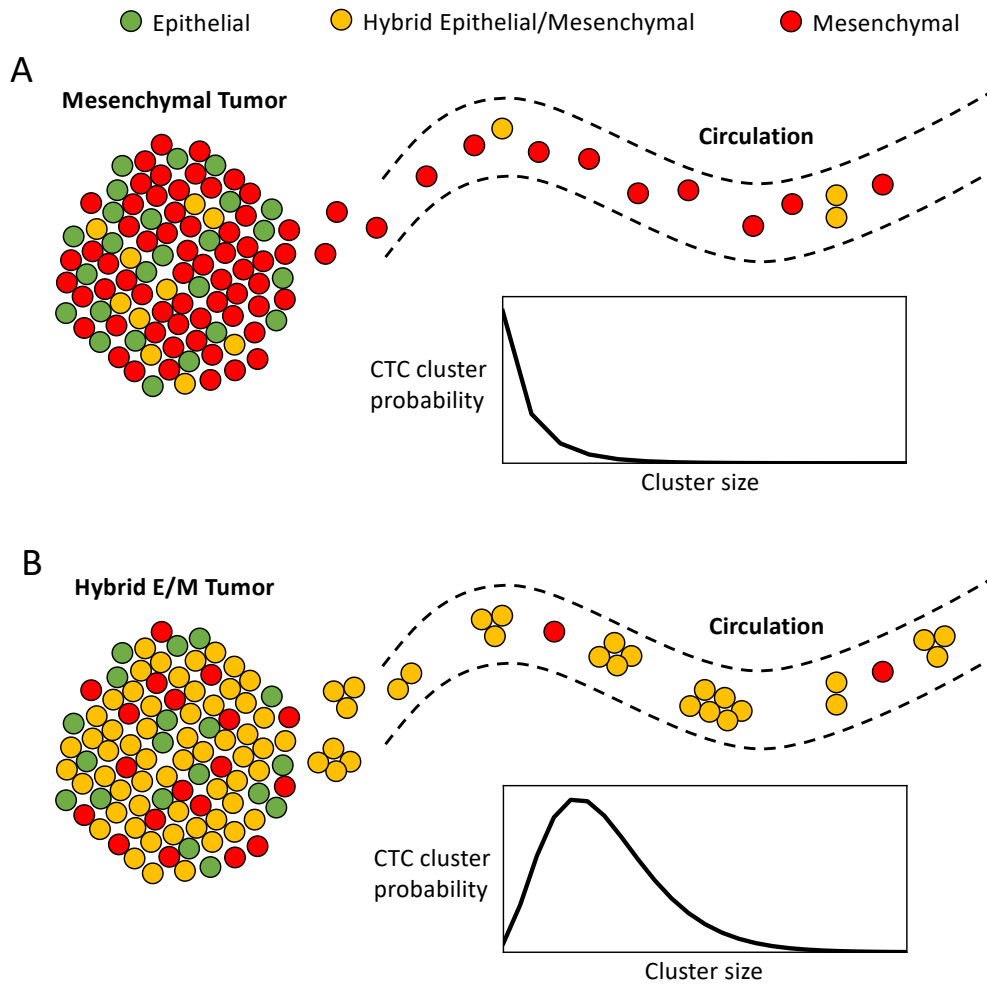 Epithelial
Hybrid Epithelial/Mesenchymal
Mesenchymal
A
Mesenchymal Tumor
Circulation
CTC cluster
probability
Cluster size
B
Hybrid E/M Tumor
Circulation
CTC cluster
probability
Cluster size